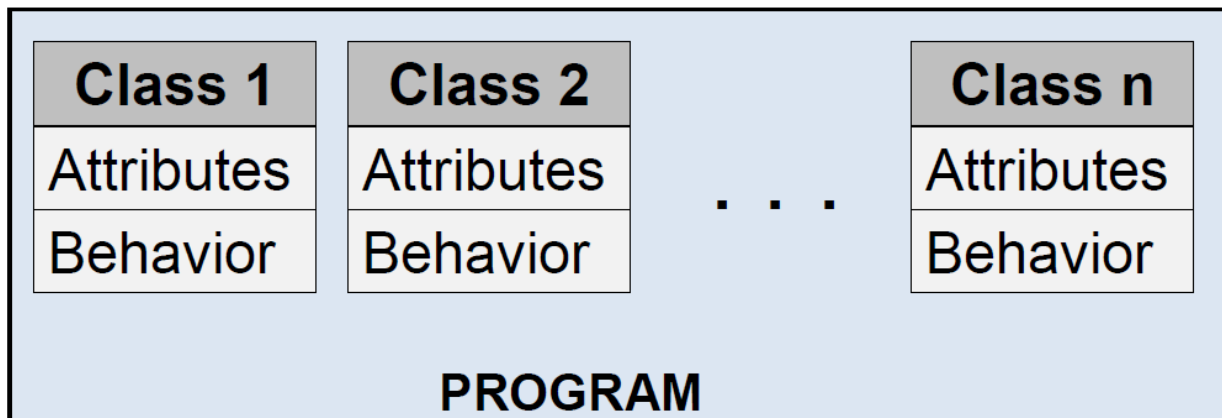 Class 1
Attributes
Behavior
Class 2
Attributes
Behavior
. . .
Class n
Attributes
Behavior
PROGRAM